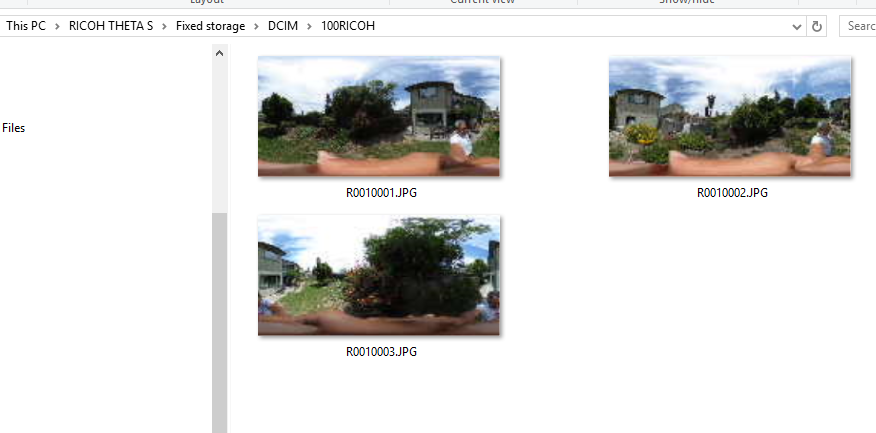 Layout Current view Show/hide
This PC > RICOH THETA S > Fixed storage > DCIM > 100RICOH
Searc
Files
R0010001.JPG R0010002.JPG
R0010003.JPG